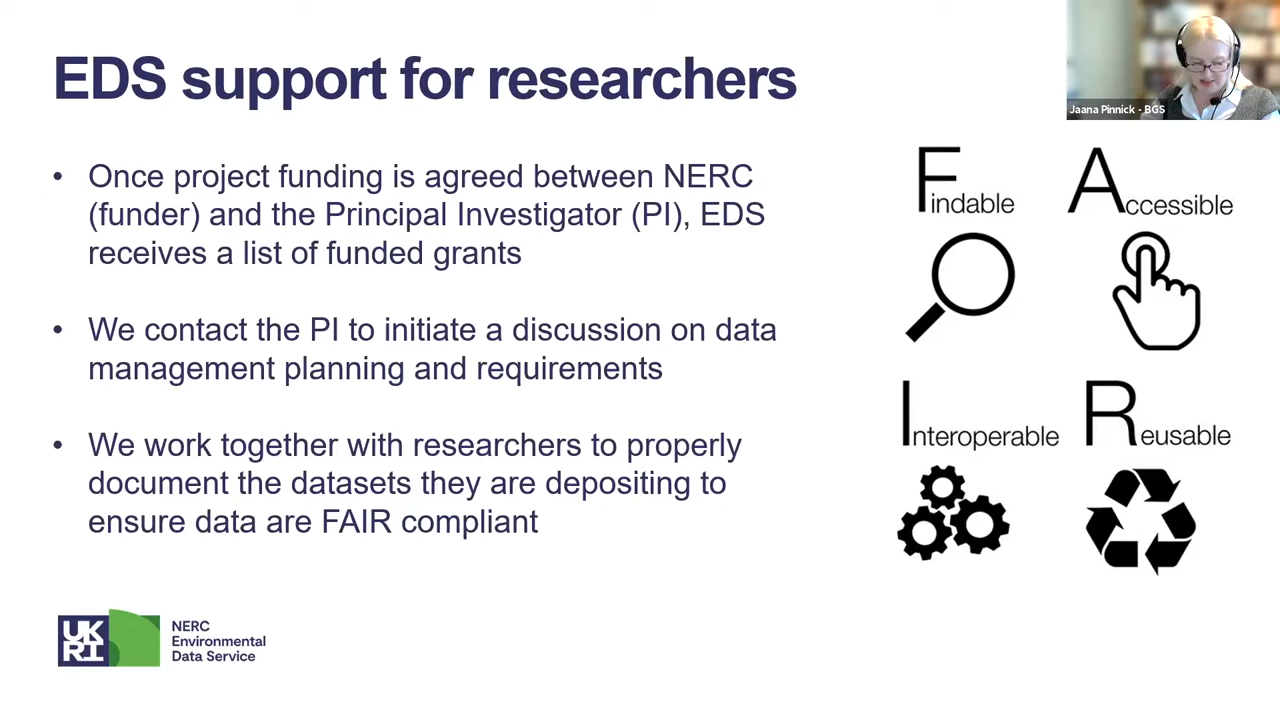 EDS support for researchers
Jaana Pinnick - BGS
• Once project funding is agreed between NERC
(funder) and the Principal Investigator (PI), EDS
receives a list of funded grants
• We contact the PI to initiate a discussion on data
management planning and requirements
• We work together with researchers to properly
document the datasets they are depositing to
ensure data are FAIR compliant
Findable
Accessible
Interoperable
Reusable
UK
RI
NERC
Environmental
Data Service